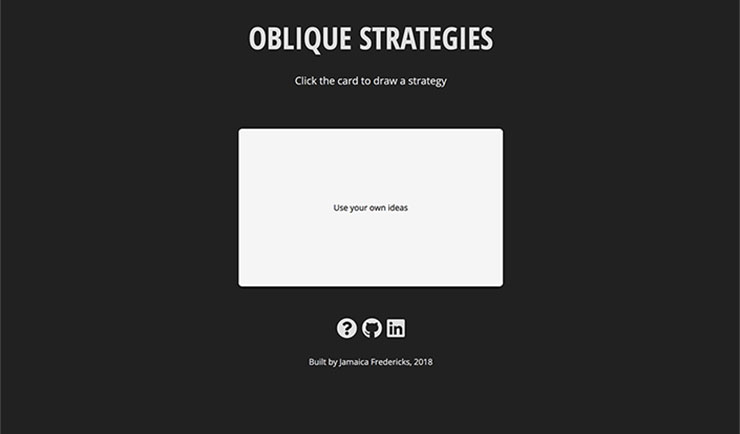 OBLIQUE STRATEGIES
Click the card to draw a strategy
Use your own ideas
Built by Jamaica Fredericks, 2018